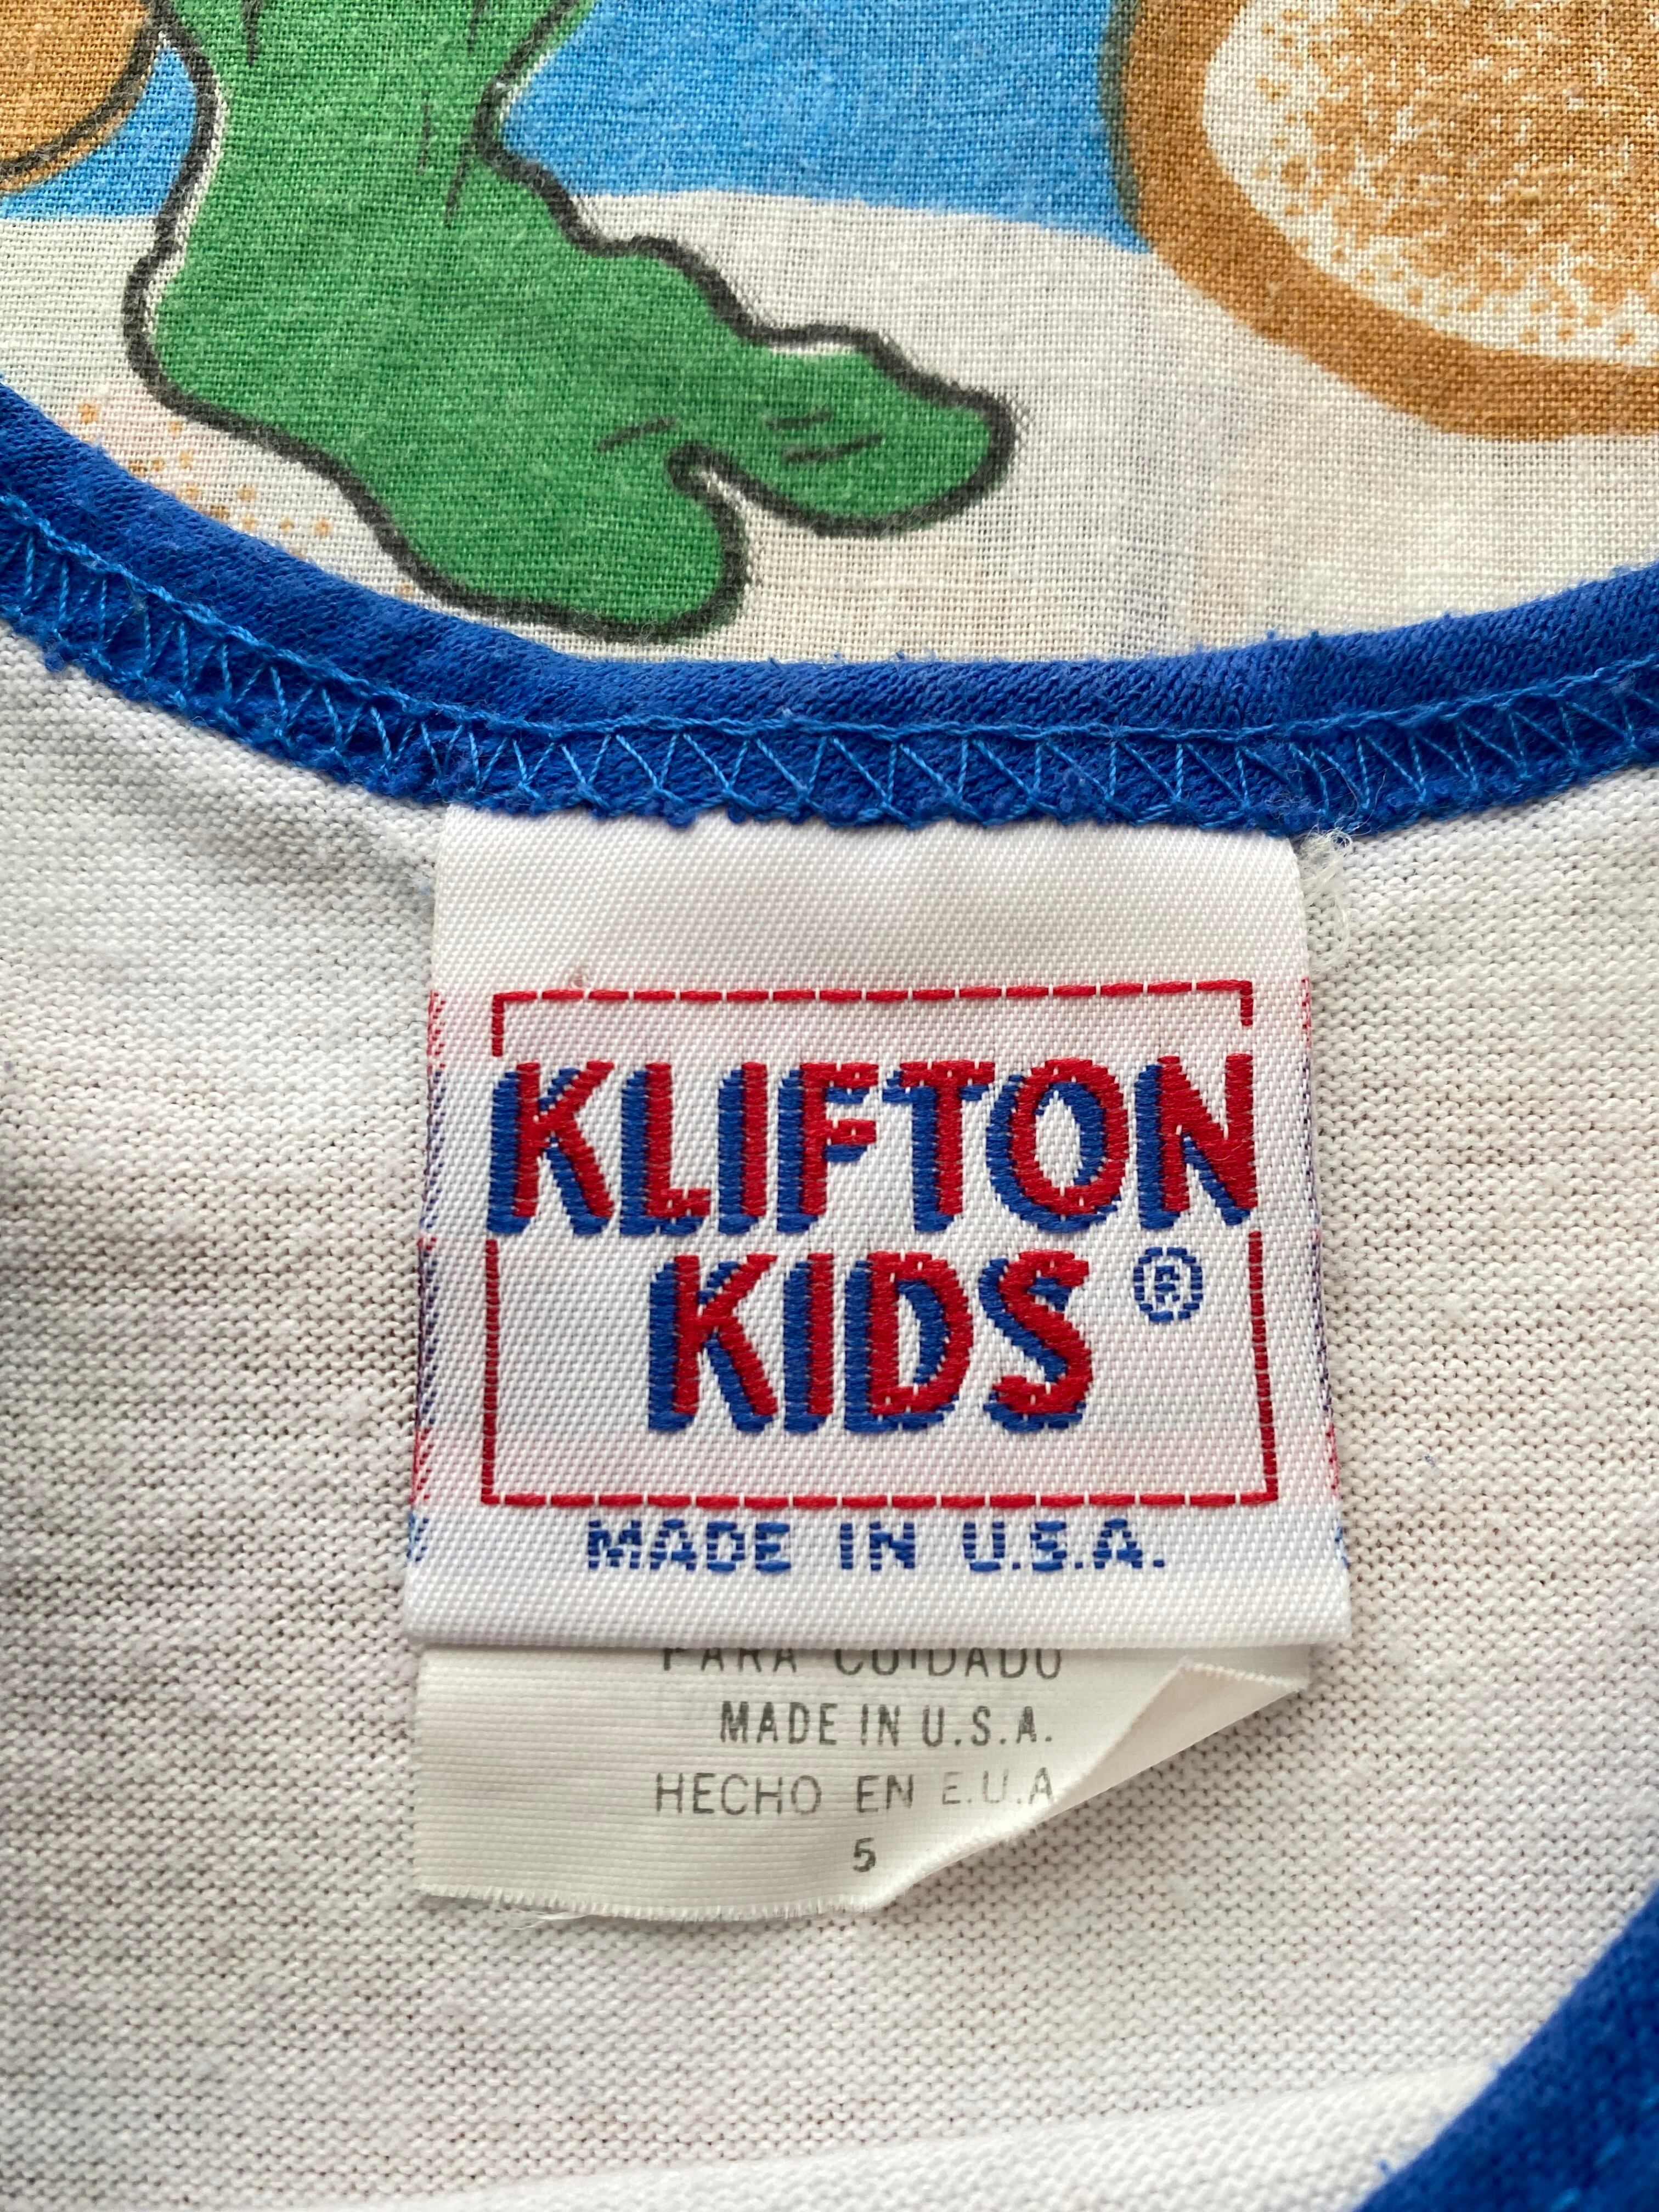 KLIFTON
KIDS ®
MADE IN U.S.A.
PARA CUIDADO
MADE IN U.S.A.
HECHO EN E.U.A
5